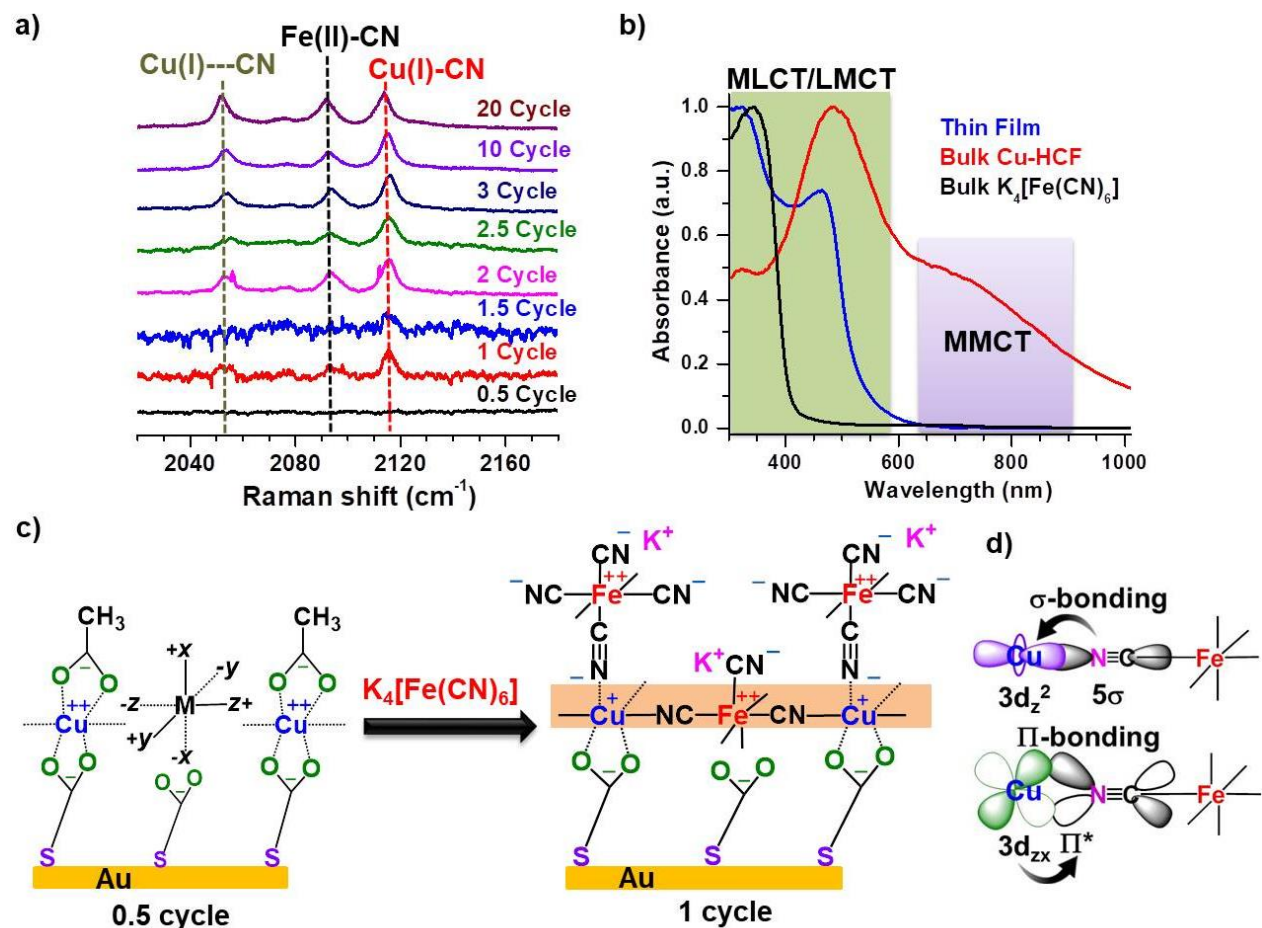 a)
Cu(I)---CN
Fe(II)-CN
Cu(I)-CN
20 Cycle
10 Cycle
3 Cycle
2.5 Cycle
2 Cycle
1.5 Cycle
1 Cycle
0.5 Cycle
2040 2080 2120 2160
Raman shift (cm⁻¹)
b)
MLCT/LMCT
MMCT
Thin Film
Bulk Cu-HCF
Bulk K₄[Fe(CN)₆]
1.0
0.8
0.6
0.4
0.2
0.0
Absorbance (a.u.)
400 600 800 1000
Wavelength (nm)
c)
CH₃ CH₃
O − O O − O
Cu ++ Cu ++
+x -y
-z M z+
+y -x
O − O O − O O − O
S S S
Au
0.5 cycle
K₄[Fe(CN)₆]
CN − K⁺ CN − K⁺
− NC Fe ++ CN − − NC Fe ++ CN −
C C
N − K⁺ CN − N −
Cu + NC Fe ++ CN Cu +
O − O O − O O − O
S S S
Au
1 cycle
d)
σ-bonding
Cu N≡C Fe
3d_z² 5σ
Π-bonding
Cu N≡C Fe
3d_zx Π*